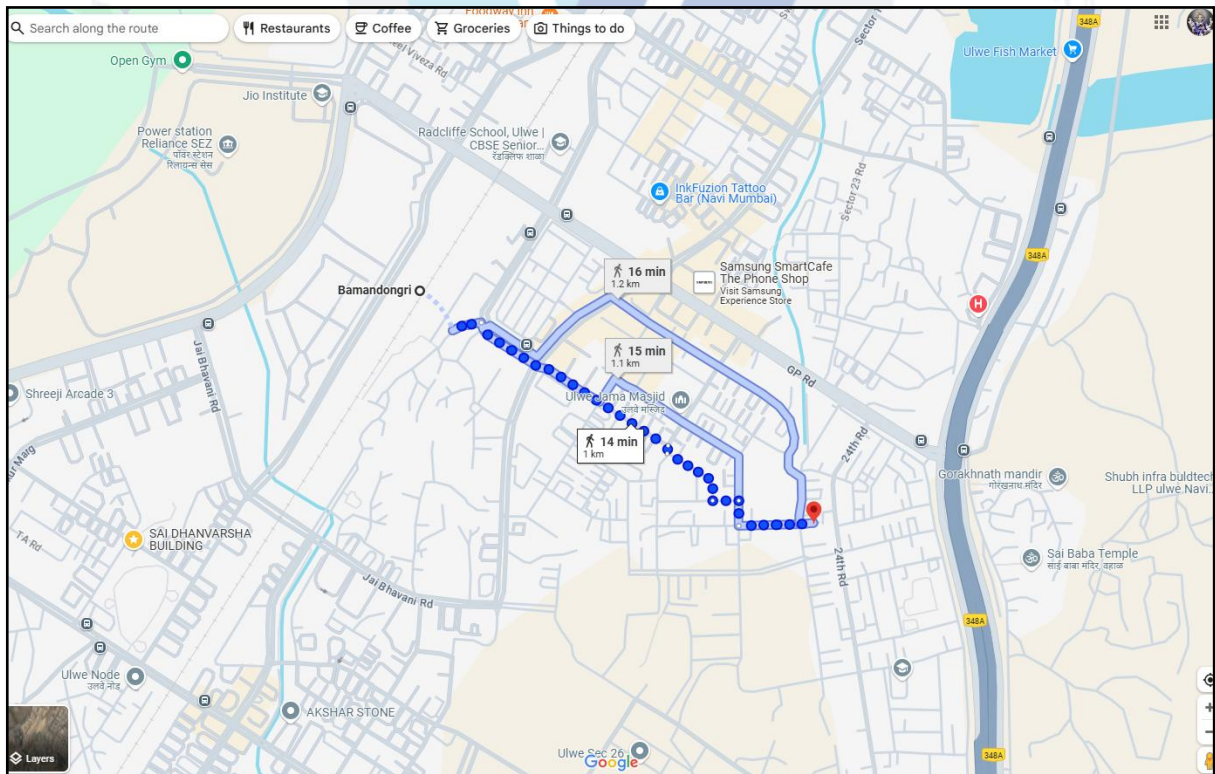 Search along the route
Restaurants
Coffee
Groceries
Things to do
348A
Open Gym
Ulwe Fish Market
Jio Institute
Power station
Reliance SEZ
पॉवर स्टेशन
रिलायन्स सेस
Radcliffe School, Ulwe |
CBSE Senior...
रॅडक्लिफ शाळा
InkFuzion Tattoo
Bar (Navi Mumbai)
Sector 23 Rd
348A
16 min
1.2 km
Samsung SmartCafe
The Phone Shop
Visit Samsung
Experience Store
Bamandongri
H
15 min
1.1 km
Jai Bhavani Rd
GP Rd
Shreeji Arcade 3
Ulwe Jama Masjid
उलवे मस्जिद
14 min
1 km
24th Rd
Gorakhnath mandir
गोरखनाथ मंदिर
Shubh infra buldtech
LLP ulwe Navi...
SAI DHANVARSHA
BUILDING
TA Rd
24th Rd
Sai Baba Temple
साई बाबा मंदिर, वहाळ
Jai Bhavani Rd
348A
Ulwe Node
उलवे नोड
AKSHAR STONE
Ulwe Sec 26
Google
Layers
348A